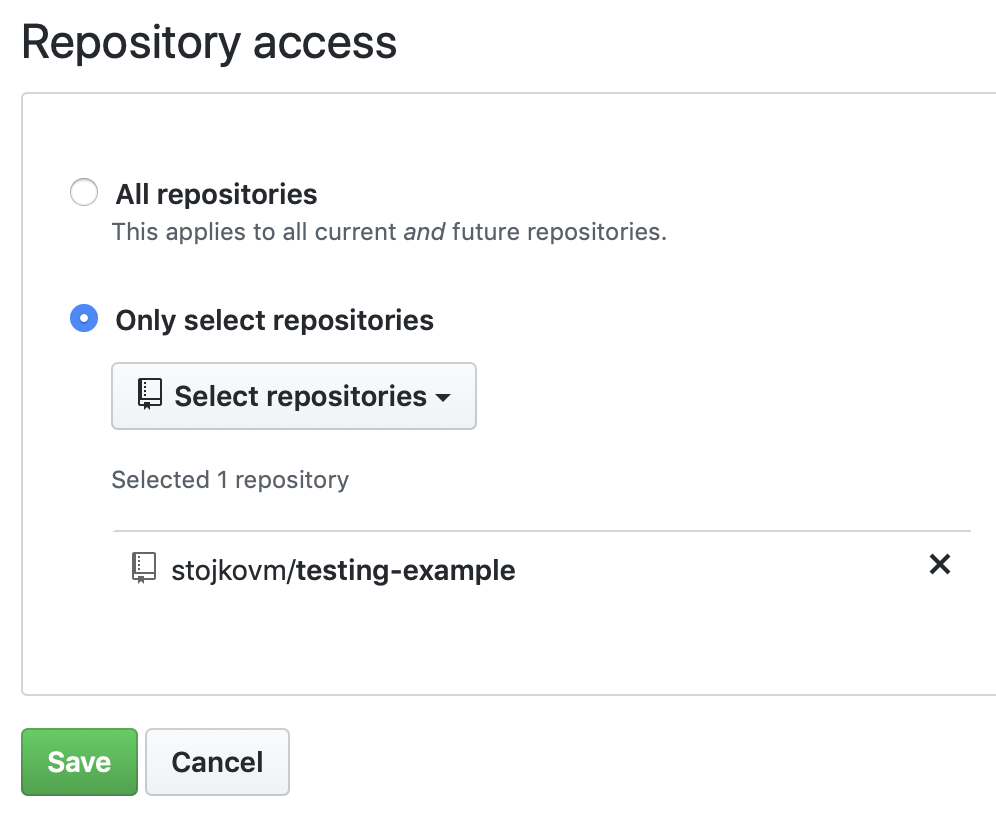 Repository access
All repositories
This applies to all current and future repositories.
Only select repositories
Select repositories
Selected 1 repository
stojkovm/testing-example
Save
Cancel